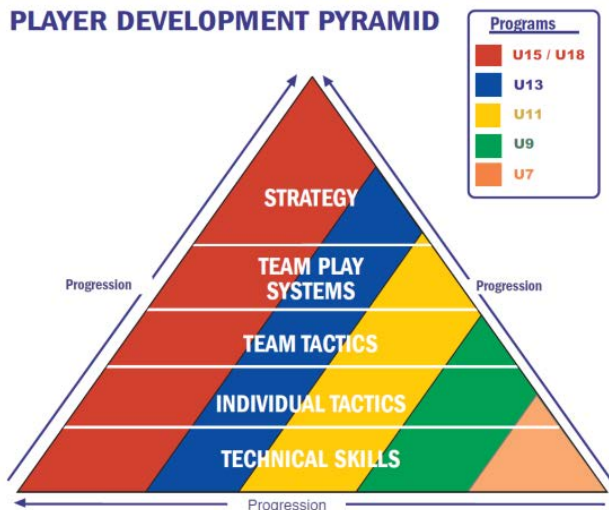 PLAYER DEVELOPMENT PYRAMID
Programs
U15 / U18
U13
U11
U9
U7
STRATEGY
TEAM PLAY
SYSTEMS
Progression
Progression
TEAM TACTICS
INDIVIDUAL TACTICS
TECHNICAL SKILLS
Progression